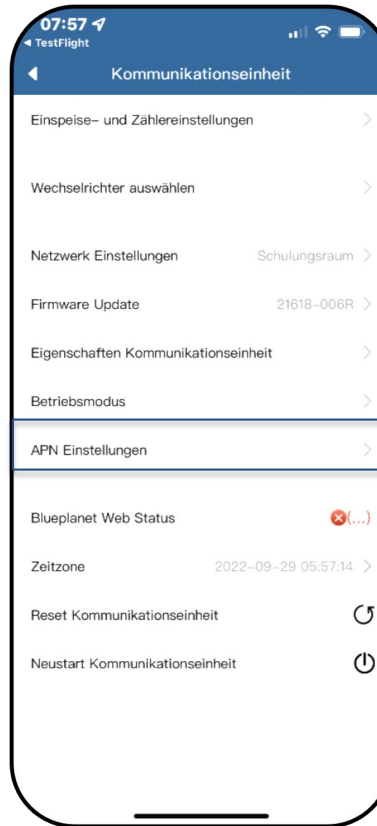 07:57
◀ TestFlight
Kommunikationseinheit
Einspeise- und Zählereinstellungen
Wechselrichter auswählen
Netzwerk Einstellungen Schulungsraum
Firmware Update 21618-006R
Eigenschaften Kommunikationseinheit
Betriebsmodus
APN Einstellungen
Blueplanet Web Status (...)
Zeitzone 2022-09-29 05:57:14
Reset Kommunikationseinheit
Neustart Kommunikationseinheit